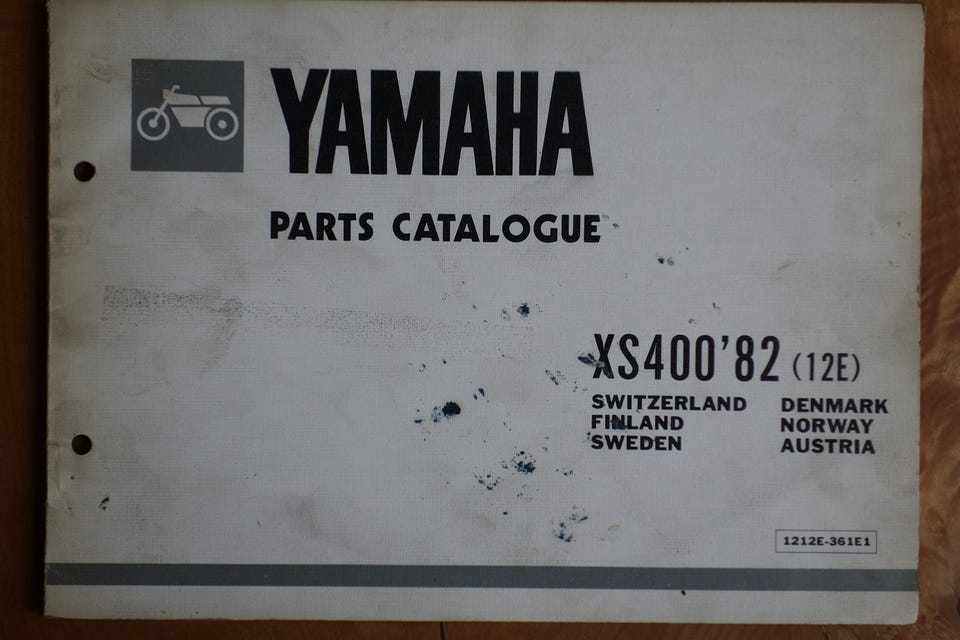 YAMAHA
PARTS CATALOGUE
XS400'82 (12E)
SWITZERLAND DENMARK
FINLAND NORWAY
SWEDEN AUSTRIA
1212E-361E1